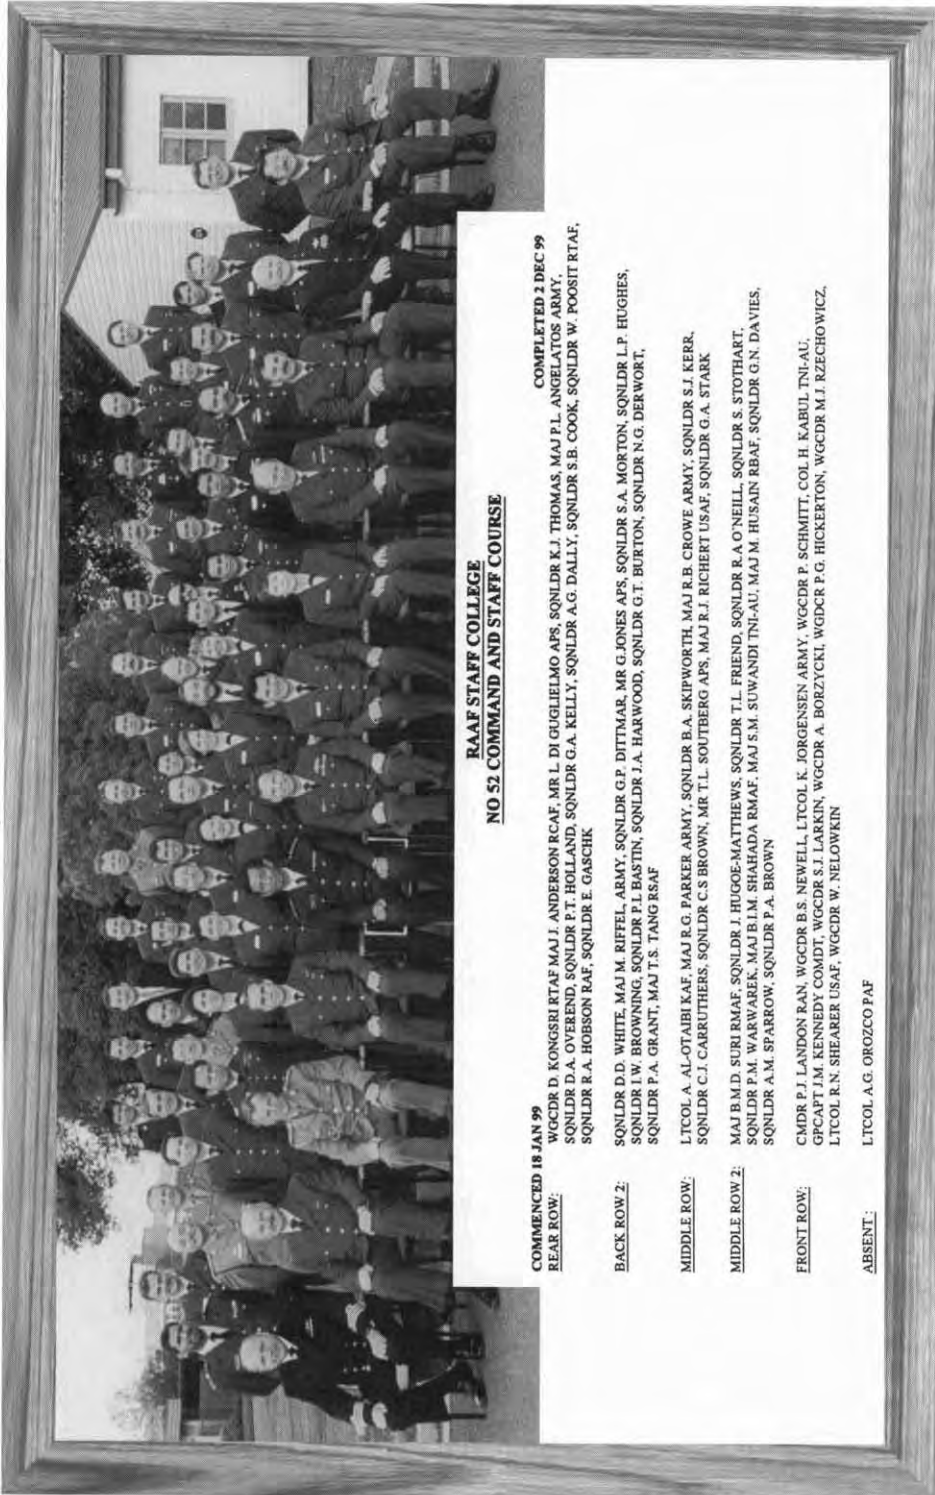 RAAF STAFF COLLEGE
NO 52 COMMAND AND STAFF COURSE
COMMENCED 18 JAN 99 COMPLETED 2 DEC 99
REAR ROW: WGCDR D. KONGSRI RTAF MAJ J. ANDERSON RCAF, MR L. DI GUGLIELMO APS, SQNLDR K.J. THOMAS, MAJ P.L. ANGELATOS ARMY,
SQNLDR D.A. OVEREND, SQNLDR P.T. HOLLAND, SQNLDR G.A. KELLY, SQNLDR A.G. DALLY, SQNLDR S.B. COOK, SQNLDR W. POOSIT RTAF,
SQNLDR R.A. HOBSON RAF, SQNLDR E. GASCHK
BACK ROW 2: SQNLDR D.D. WHITE, MAJ M. RIFFEL, ARMY, SQNLDR G.P. DITTMAR, MR G.JONES APS, SQNLDR S.A. MORTON, SQNLDR L.P. HUGHES,
SQNLDR I.W. BROWNING, SQNLDR P.L BASTIN, SQNLDR J.A. HARWOOD, SQNLDR G.T. BURTON, SQNLDR N.G. DERWORT,
SQNLDR P.A. GRANT, MAJ T.S. TANG RSAF
MIDDLE ROW: LTCOL A. AL-OTAIBI KAF, MAJ R.G. PARKER ARMY, SQNLDR B.A. SKIPWORTH, MAJ R.B. CROWE ARMY, SQNLDR S.J. KERR,
SQNLDR C.J. CARRUTHERS, SQNLDR C.S BROWN, MR T.L. SOUTBERG APS, MAJ R.J. RICHERT USAF, SQNLDR G.A. STARK
MIDDLE ROW 2: MAJ B.M.D. SURI RMAF, SQNLDR J. HUGOE-MATTHEWS, SQNLDR T.L. FRIEND, SQNLDR R.A O'NEILL, SQNLDR S. STOTHART,
SQNLDR P.M. WARWAREK, MAJ B.I.M. SHAHADA RMAF, MAJ S.M. SUWANDI TNI-AU, MAJ M. HUSAIN RBAF, SQNLDR G.N. DAVIES,
SQNLDR A.M. SPARROW, SQNLDR P.A. BROWN
FRONT ROW: CMDR P.J. LANDON RAN, WGCDR B.S. NEWELL, LTCOL K. JORGENSEN ARMY, WGCDR P. SCHMITT, COL H. KABUL TNI-AU,
GPCAPT J.M. KENNEDY COMDT, WGCDR S.J. LARKIN, WGCDR A. BORZYCKI, WGDCR P.G. HICKERTON, WGCDR M.J. RZECHOWICZ,
LTCOL R.N. SHEARER USAF, WGCDR W. NELOWKIN
ABSENT : LTCOL A.G. OROZCO PAF